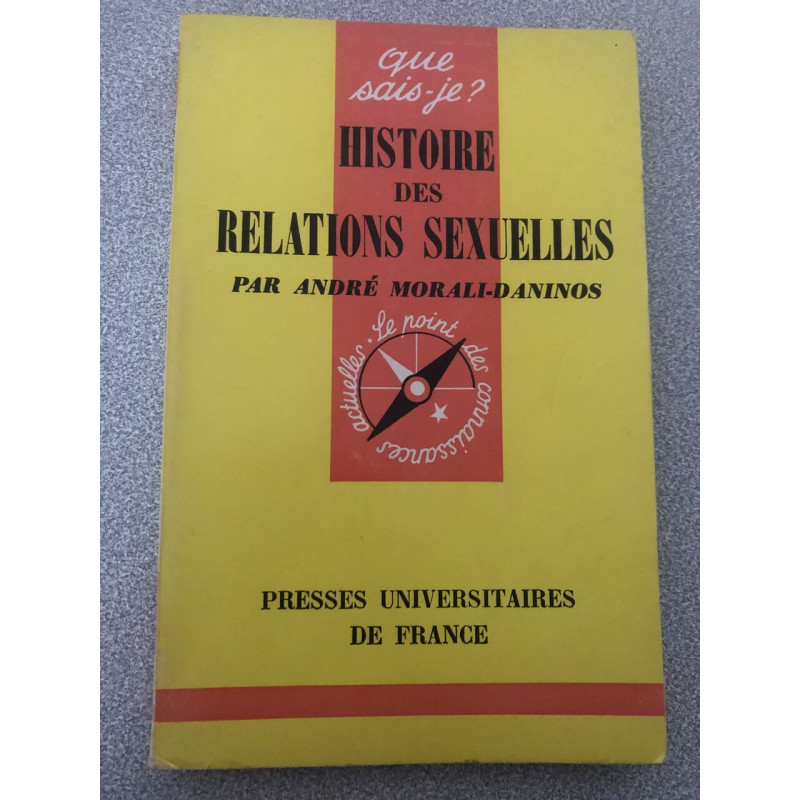 que
sais-je?
HISTOIRE
DES
RELATIONS SEXUELLES
PAR ANDRÉ MORALI-DANINOS
Le point des connaissances actuelles.
PRESSES UNIVERSITAIRES
DE FRANCE